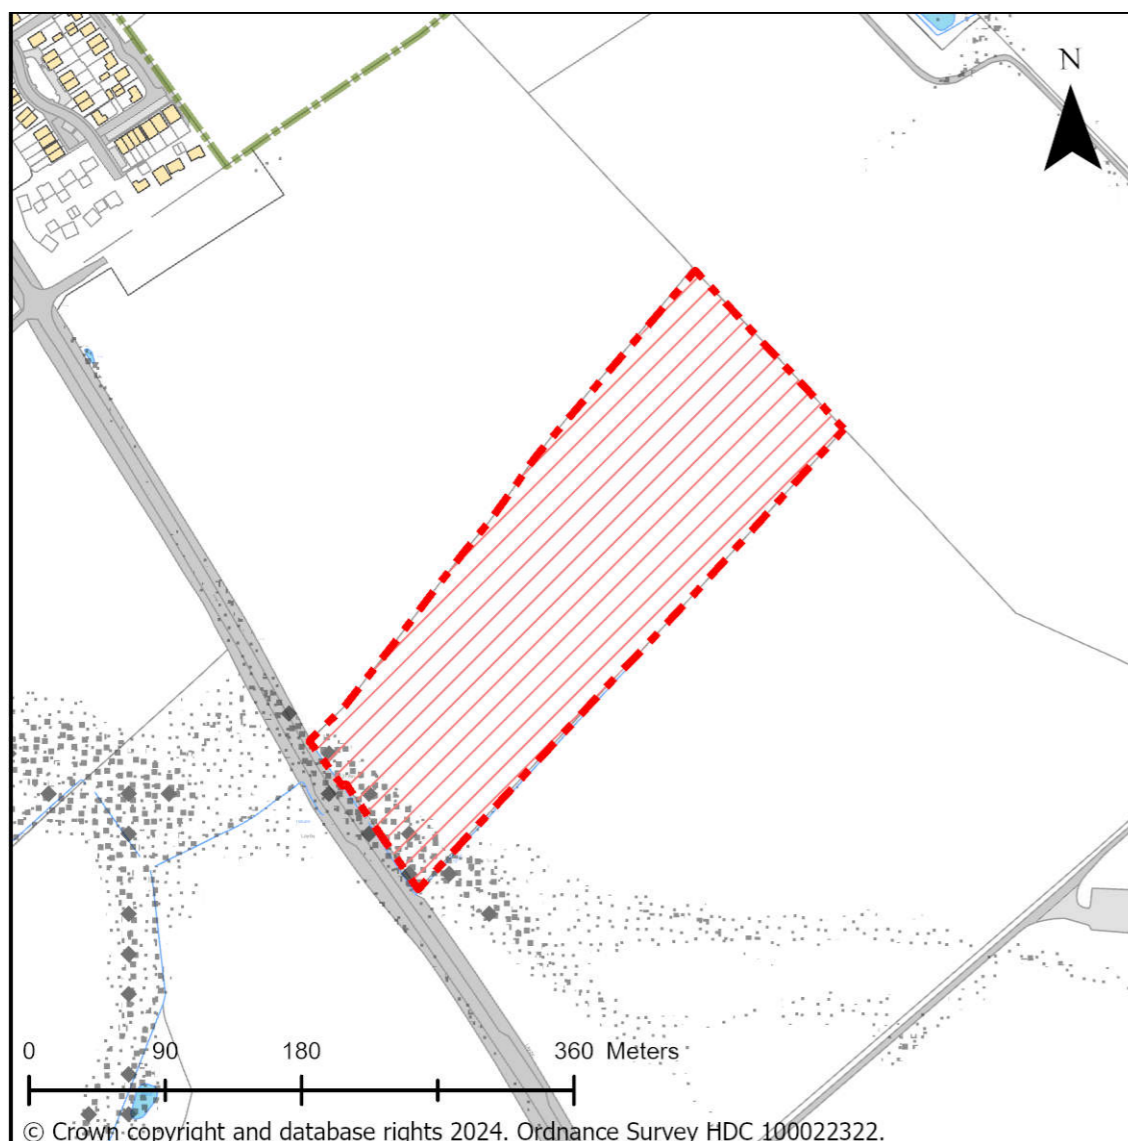 N
0 90 180 360 Meters
© Crown copyright and database rights 2024. Ordnance Survey HDC 100022322.